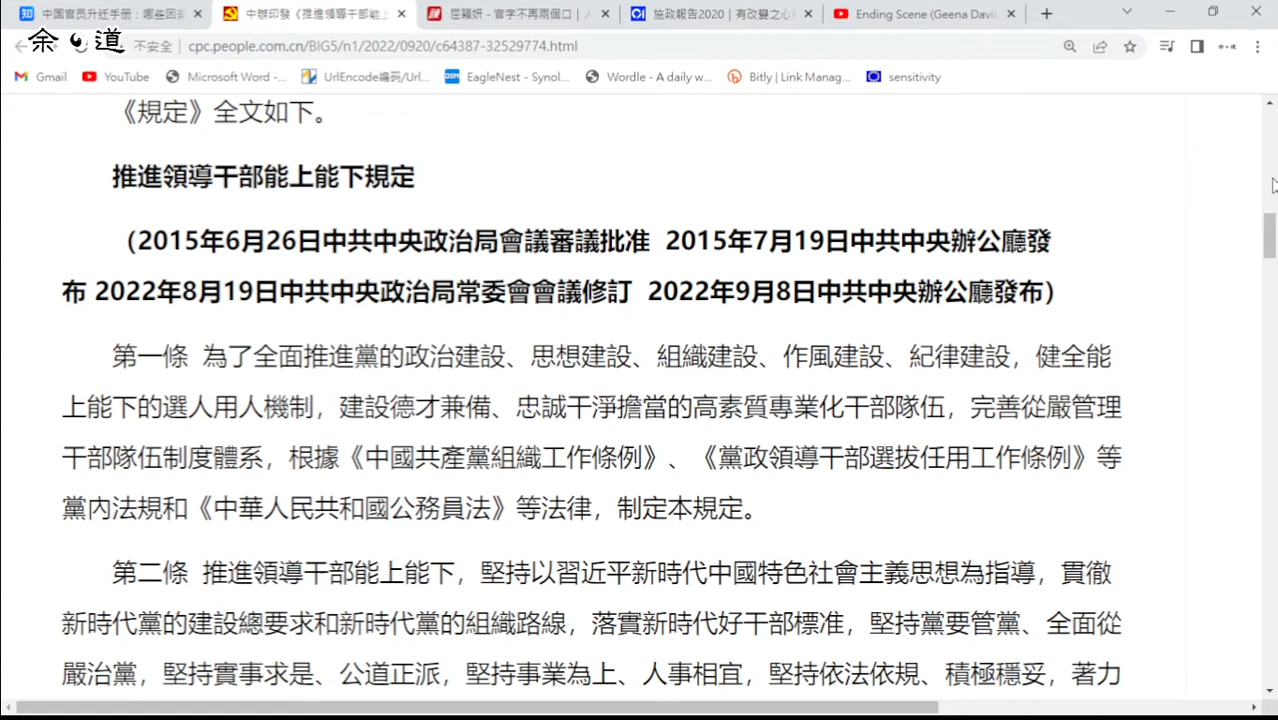 中国官员升迁手册：哪些因素
中辦印發《推進領導干部能上能
屈穎妍 - 官字不再兩個口 | 人
施政報告2020 | 有改變之心
Ending Scene (Geena Davis
余 道
不安全
cpc.people.com.cn/BIG5/n1/2022/0920/c64387-32529774.html
Gmail
YouTube
Microsoft Word -...
UrlEncode编码/Url...
EagleNest - Synol...
Wordle - A daily w...
Bitly | Link Manag...
sensitivity
《規定》全文如下。
推進領導干部能上能下規定
（2015年6月26日中共中央政治局會議審議批准 2015年7月19日中共中央辦公廳發
布 2022年8月19日中共中央政治局常委會會議修訂 2022年9月8日中共中央辦公廳發布）
第一條 為了全面推進黨的政治建設、思想建設、組織建設、作風建設、紀律建設，健全能
上能下的選人用人機制，建設德才兼備、忠誠干淨擔當的高素質專業化干部隊伍，完善從嚴管理
干部隊伍制度體系，根據《中國共產黨組織工作條例》、《黨政領導干部選拔任用工作條例》等
黨內法規和《中華人民共和國公務員法》等法律，制定本規定。
第二條 推進領導干部能上能下，堅持以習近平新時代中國特色社會主義思想為指導，貫徹
新時代黨的建設總要求和新時代黨的組織路線，落實新時代好干部標准，堅持黨要管黨、全面從
嚴治黨，堅持實事求是、公道正派，堅持事業為上、人事相宜，堅持依法依規、積極穩妥，著力